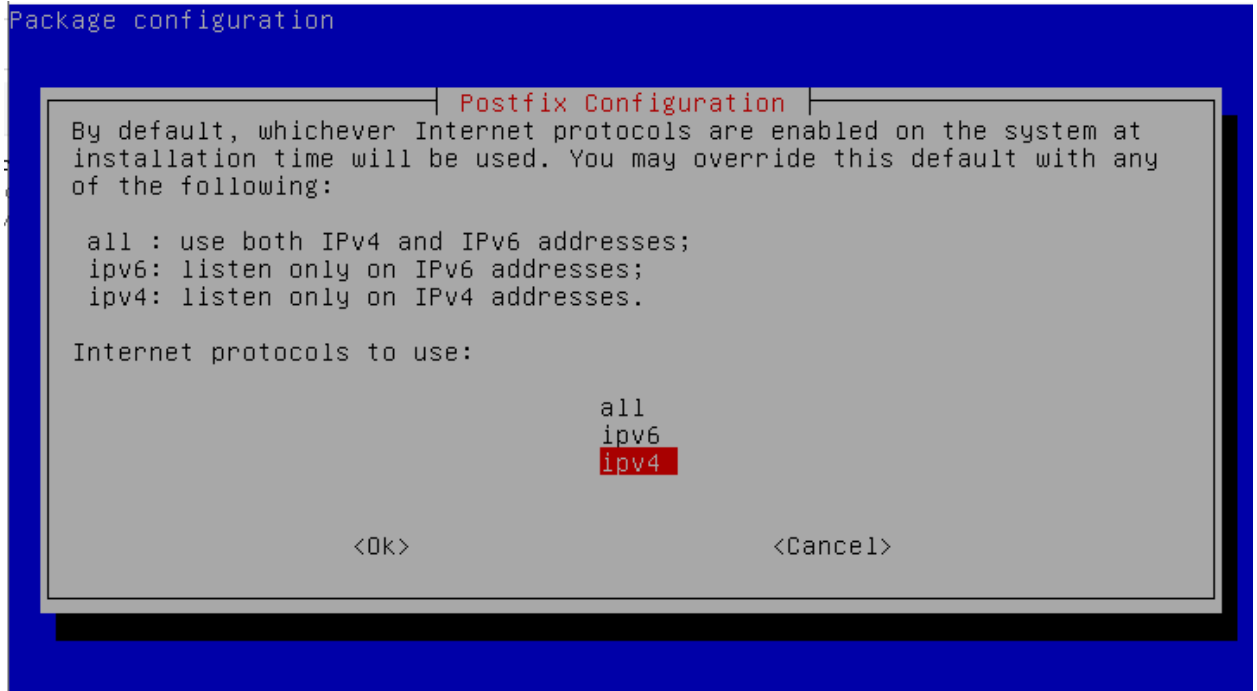 Package configuration
Postfix Configuration
By default, whichever Internet protocols are enabled on the system at
installation time will be used. You may override this default with any
of the following:
all : use both IPv4 and IPv6 addresses;
ipv6: listen only on IPv6 addresses;
ipv4: listen only on IPv4 addresses.
Internet protocols to use:
all
ipv6
ipv4
<Ok> <Cancel>